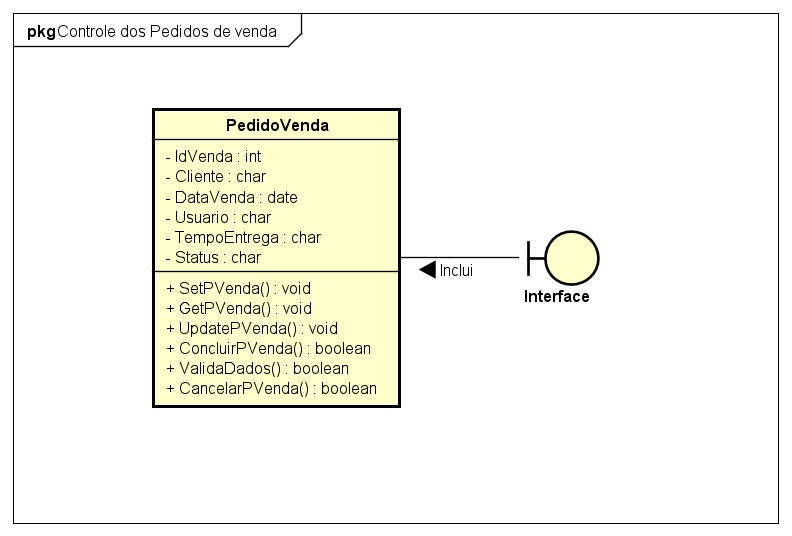 pkg Controle dos Pedidos de venda
PedidoVenda
- IdVenda : int
- Cliente : char
- DataVenda : date
- Usuario : char
- TempoEntrega : char
- Status : char
+ SetPVenda() : void
+ GetPVenda() : void
+ UpdatePVenda() : void
+ ConcluirPVenda() : boolean
+ ValidaDados() : boolean
+ CancelarPVenda() : boolean
Inclui
Interface